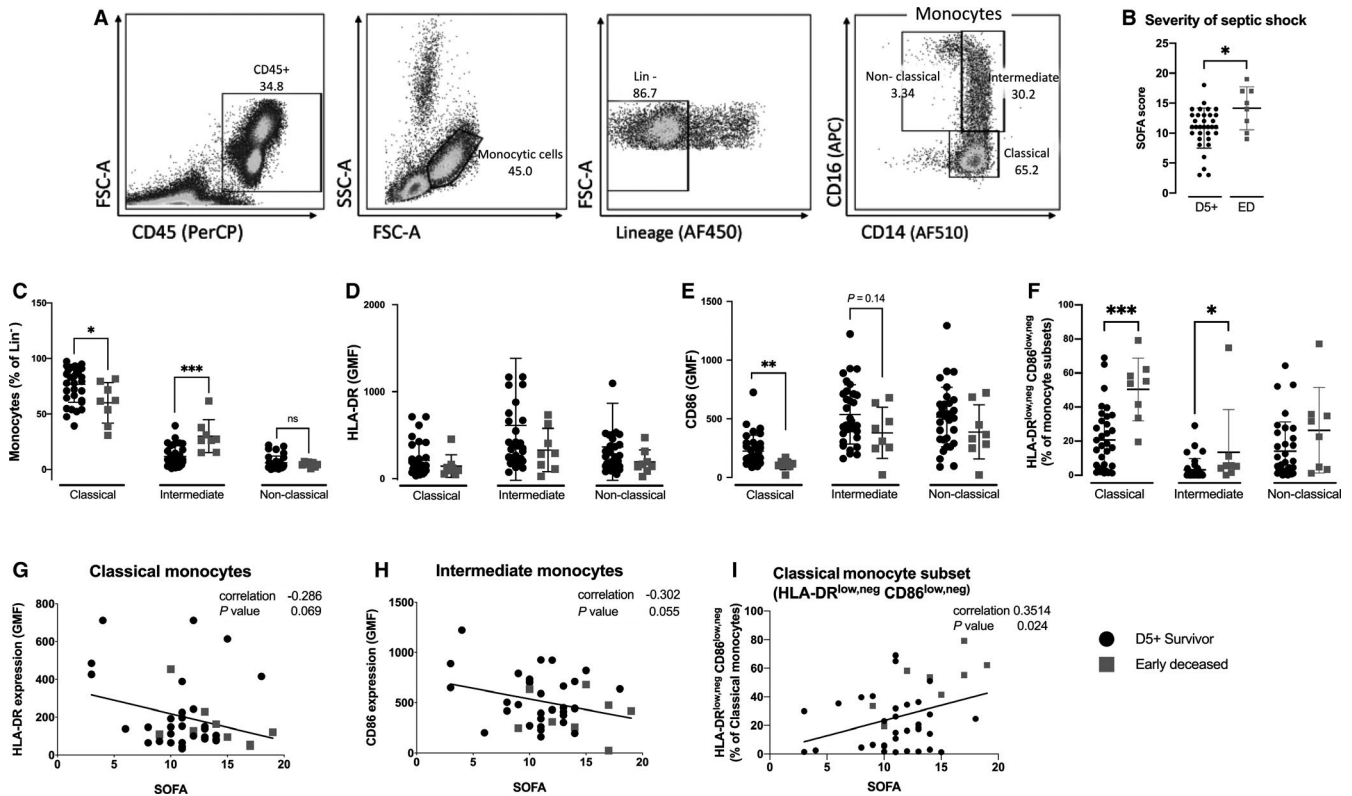 A
CD45+
34.8
FSC-A
CD45 (PerCP)
SSC-A
Monocytic cells
45.0
FSC-A
Lin -
86.7
FSC-A
Lineage (AF450)
Monocytes
Non- classical
3.34
Intermediate
30.2
Classical
65.2
CD16 (APC)
CD14 (AF510)
B Severity of septic shock
SOFA score
25
20
15
10
5
0
*
D5+ ED
C
Monocytes (% of Lin-)
150
100
50
0
*
***
ns
Classical Intermediate Non-classical
D
HLA-DR (GMF)
2000
1000
0
Classical Intermediate Non-classical
E
CD86 (GMF)
1500
1000
500
0
**
P = 0.14
Classical Intermediate Non-classical
F
HLA-DRlow,neg CD86low,neg
(% of monocyte subsets)
100
80
60
40
20
0
***
*
Classical Intermediate Non-classical
G Classical monocytes
correlation -0.286
P value 0.069
HLA-DR expression (GMF)
800
600
400
200
0
0 5 10 15 20
SOFA
H Intermediate monocytes
correlation -0.302
P value 0.055
CD86 expression (GMF)
1500
1000
500
0
0 5 10 15 20
SOFA
I Classical monocyte subset
(HLA-DRlow,neg CD86low,neg)
correlation 0.3514
P value 0.024
HLA-DRlow,neg CD86low,neg
(% of Classical monocytes)
100
80
60
40
20
0
0 5 10 15 20
SOFA
D5+ Survivor
Early deceased